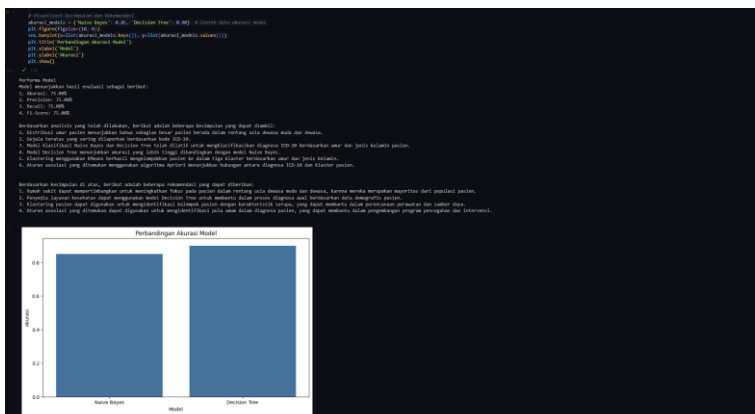 # Visualisasi Kesimpulan dan Rekomendasi
akurasi_models = {'Naive Bayes': 0.85, 'Decision Tree': 0.90} # Contoh data akurasi model
plt.figure(figsize=(10, 6))
sns.barplot(x=list(akurasi_models.keys()), y=list(akurasi_models.values()))
plt.title('Perbandingan Akurasi Model')
plt.xlabel('Model')
plt.ylabel('Akurasi')
plt.show()
Performa Model
Model menunjukkan hasil evaluasi sebagai berikut:
1. Akurasi: 75.00%
2. Precision: 75.00%
3. Recall: 75.00%
4. F1-Score: 75.00%
Berdasarkan analisis yang telah dilakukan, berikut adalah beberapa kesimpulan yang dapat diambil:
1. Distribusi umur pasien menunjukkan bahwa sebagian besar pasien berada dalam rentang usia dewasa muda dan dewasa.
2. Gejala teratas yang sering dilaporkan berdasarkan kode ICD-10.
3. Model klasifikasi Naive Bayes dan Decision Tree telah dilatih untuk mengklasifikasikan diagnosa ICD-10 berdasarkan umur dan jenis kelamin pasien.
4. Model Decision Tree menunjukkan akurasi yang lebih tinggi dibandingkan dengan model Naive Bayes.
5. Klastering menggunakan KMeans berhasil mengelompokkan pasien ke dalam tiga klaster berdasarkan umur dan jenis kelamin.
6. Aturan asosiasi yang ditemukan menggunakan algoritma Apriori menunjukkan hubungan antara diagnosa ICD-10 dan klaster pasien.
Berdasarkan kesimpulan di atas, berikut adalah beberapa rekomendasi yang dapat diberikan:
1. Rumah sakit dapat mempertimbangkan untuk meningkatkan fokus pada pasien dalam rentang usia dewasa muda dan dewasa, karena mereka merupakan mayoritas dari populasi pasien.
2. Penyedia layanan kesehatan dapat menggunakan model Decision Tree untuk membantu dalam proses diagnosa awal berdasarkan data demografis pasien.
3. Klastering pasien dapat digunakan untuk mengidentifikasi kelompok pasien dengan karakteristik serupa, yang dapat membantu dalam perencanaan perawatan dan sumber daya.
4. Aturan asosiasi yang ditemukan dapat digunakan untuk mengidentifikasi pola umum dalam diagnosa pasien, yang dapat membantu dalam pengembangan program pencegahan dan intervensi.
Perbandingan Akurasi Model
0.8
0.6
0.4
0.2
0.0
Akurasi
Naive Bayes
Decision Tree
Model